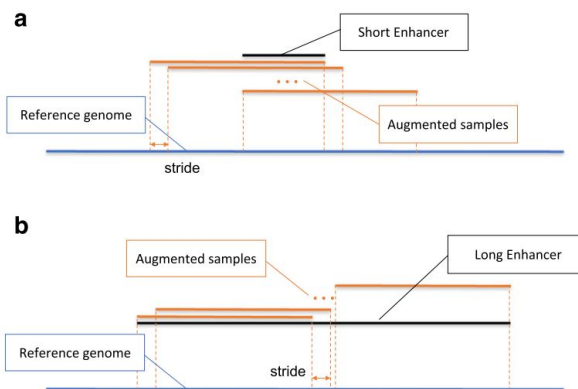 a
Short Enhancer
Reference genome
Augmented samples
stride
b
Augmented samples
Long Enhancer
Reference genome
stride